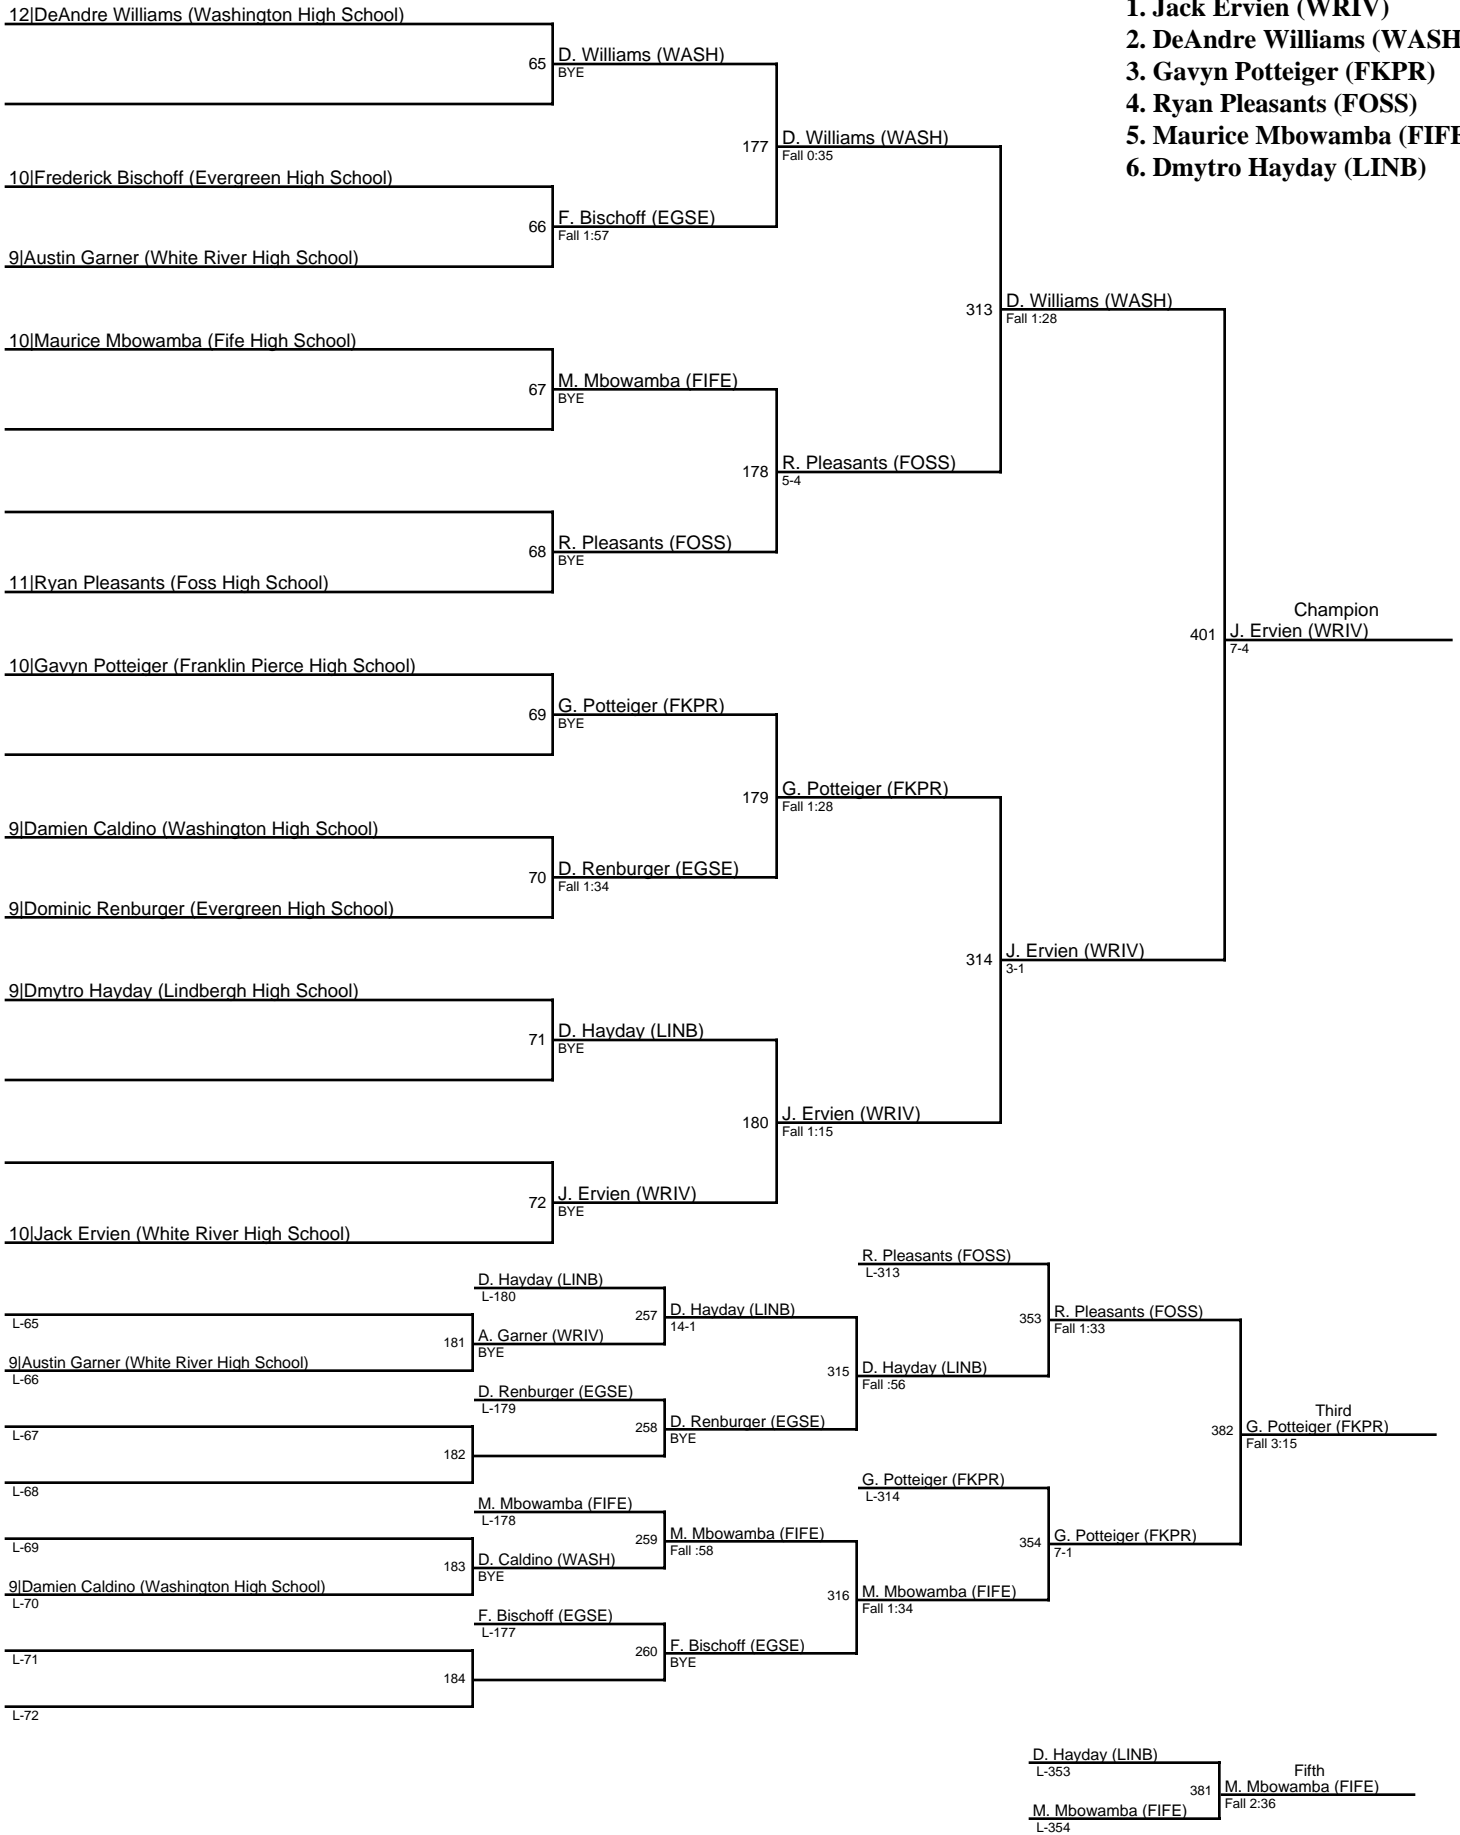 1. Jack Ervien (WRIV)
2. DeAndre Williams (WASH
3. Gavyn Potteiger (FKPR)
4. Ryan Pleasants (FOSS)
5. Maurice Mbowamba (FIFE
6. Dmytro Hayday (LINB)
12|DeAndre Williams (Washington High School)
65
D. Williams (WASH)
BYE
177
D. Williams (WASH)
Fall 0:35
10|Frederick Bischoff (Evergreen High School)
66
F. Bischoff (EGSE)
Fall 1:57
9|Austin Garner (White River High School)
313
D. Williams (WASH)
Fall 1:28
10|Maurice Mbowamba (Fife High School)
67
M. Mbowamba (FIFE)
BYE
178
R. Pleasants (FOSS)
5-4
68
R. Pleasants (FOSS)
BYE
11|Ryan Pleasants (Foss High School)
Champion
401
J. Ervien (WRIV)
7-4
10|Gavyn Potteiger (Franklin Pierce High School)
69
G. Potteiger (FKPR)
BYE
179
G. Potteiger (FKPR)
Fall 1:28
9|Damien Caldino (Washington High School)
70
D. Renburger (EGSE)
Fall 1:34
9|Dominic Renburger (Evergreen High School)
314
J. Ervien (WRIV)
3-1
9|Dmytro Hayday (Lindbergh High School)
71
D. Hayday (LINB)
BYE
180
J. Ervien (WRIV)
Fall 1:15
72
J. Ervien (WRIV)
BYE
10|Jack Ervien (White River High School)
R. Pleasants (FOSS)
L-313
D. Hayday (LINB)
L-180
257
D. Hayday (LINB)
14-1
353
R. Pleasants (FOSS)
Fall 1:33
L-65
181
A. Garner (WRIV)
BYE
9|Austin Garner (White River High School)
L-66
315
D. Hayday (LINB)
Fall :56
D. Renburger (EGSE)
L-179
258
D. Renburger (EGSE)
BYE
L-67
182
L-68
Third
382
G. Potteiger (FKPR)
Fall 3:15
G. Potteiger (FKPR)
L-314
M. Mbowamba (FIFE)
L-178
259
M. Mbowamba (FIFE)
Fall :58
354
G. Potteiger (FKPR)
7-1
L-69
183
D. Caldino (WASH)
BYE
9|Damien Caldino (Washington High School)
L-70
316
M. Mbowamba (FIFE)
Fall 1:34
F. Bischoff (EGSE)
L-177
260
F. Bischoff (EGSE)
BYE
L-71
184
L-72
D. Hayday (LINB)
L-353
Fifth
381
M. Mbowamba (FIFE)
Fall 2:36
M. Mbowamba (FIFE)
L-354